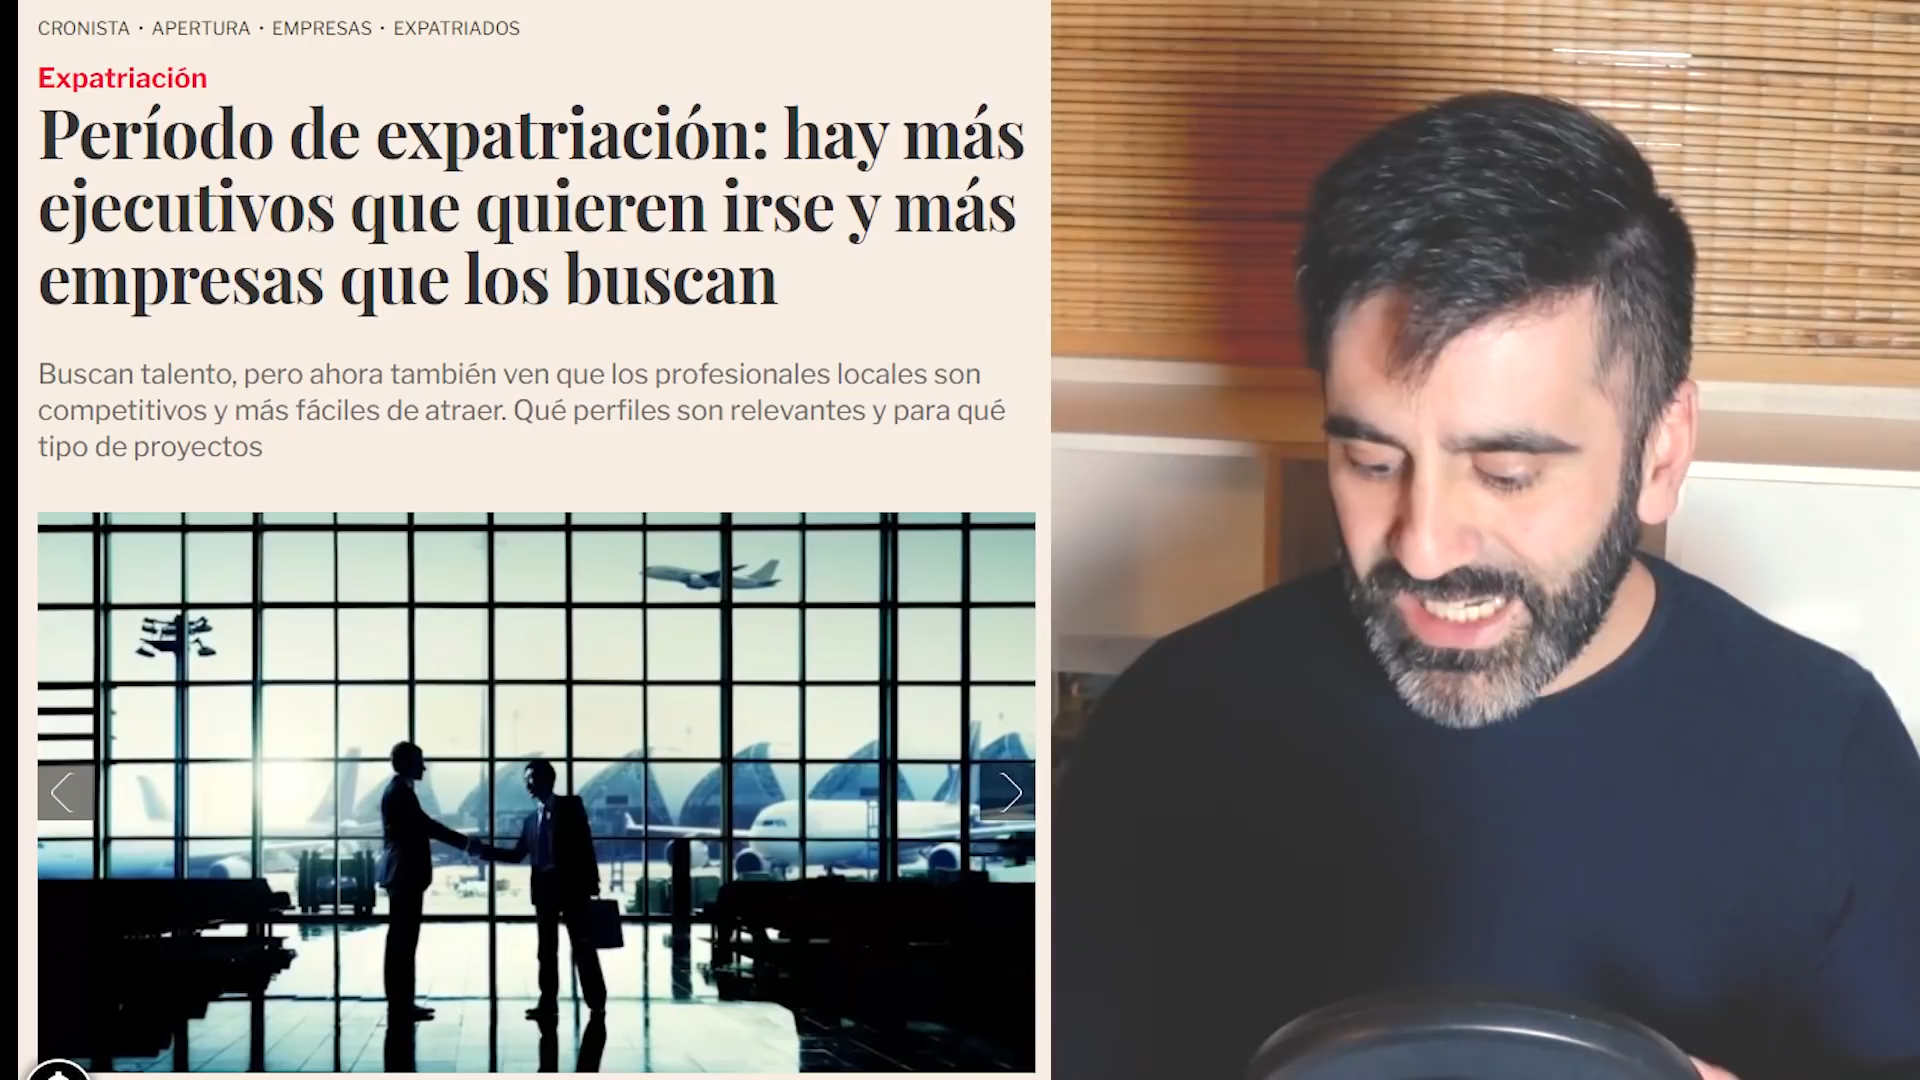 CRONISTA · APERTURA · EMPRESAS · EXPATRIADOS
Expatriación
Período de expatriación: hay más
ejecutivos que quieren irse y más
empresas que los buscan
Buscan talento, pero ahora también ven que los profesionales locales son
competitivos y más fáciles de atraer. Qué perfiles son relevantes y para qué
tipo de proyectos